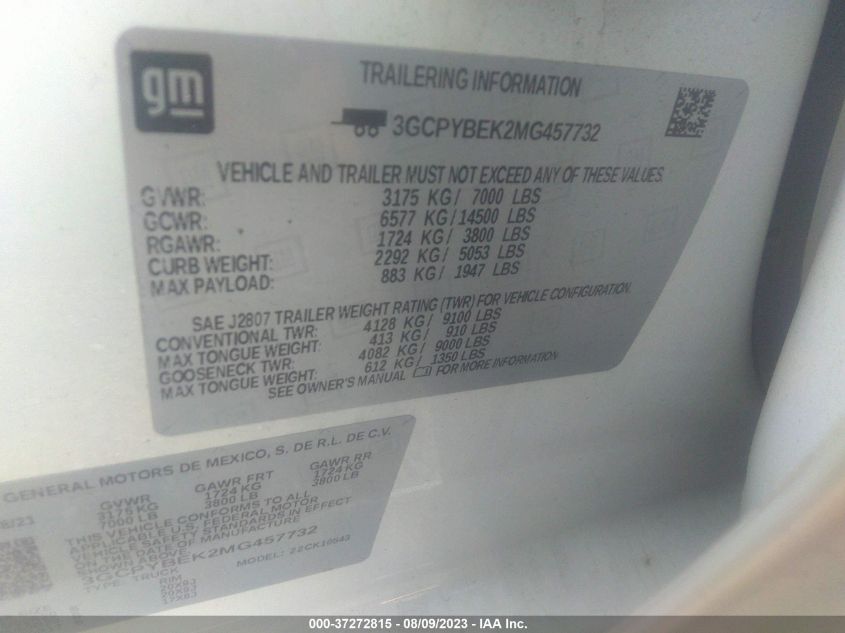 gm
TRAILERING INFORMATION
3GCPYBEK2MG457732
VEHICLE AND TRAILER MUST NOT EXCEED ANY OF THESE VALUES.
GVWR: 3175 KG/ 7000 LBS
GCWR: 6577 KG/14500 LBS
RGAWR: 1724 KG/ 3800 LBS
CURB WEIGHT: 2292 KG/ 5053 LBS
MAX PAYLOAD: 883 KG/ 1947 LBS
SAE J2807 TRAILER WEIGHT RATING (TWR) FOR VEHICLE CONFIGURATION.
CONVENTIONAL TWR: 4128 KG/ 9100 LBS
MAX TONGUE WEIGHT: 413 KG/ 910 LBS
GOOSENECK TWR: 4082 KG/ 9000 LBS
MAX TONGUE WEIGHT: 612 KG/ 1350 LBS
SEE OWNER'S MANUAL FOR MORE INFORMATION
GENERAL MOTORS DE MEXICO, S. DE R.L. DE C.V.
GVWR GAWR FRT GAWR RR
3175 KG 1724 KG 1724 KG
7000 LB 3800 LB 3800 LB
THIS VEHICLE CONFORMS TO ALL
APPLICABLE U.S. FEDERAL MOTOR
VEHICLE SAFETY STANDARDS IN EFFECT
ON THE DATE OF MANUFACTURE
SHOWN ABOVE.
3GCPYBEK2MG457732
TYPE: TRUCK MODEL: 22CK10543
RIM
20X9J
20X9J
17X8J
000-37272815 - 08/09/2023 - IAA Inc.